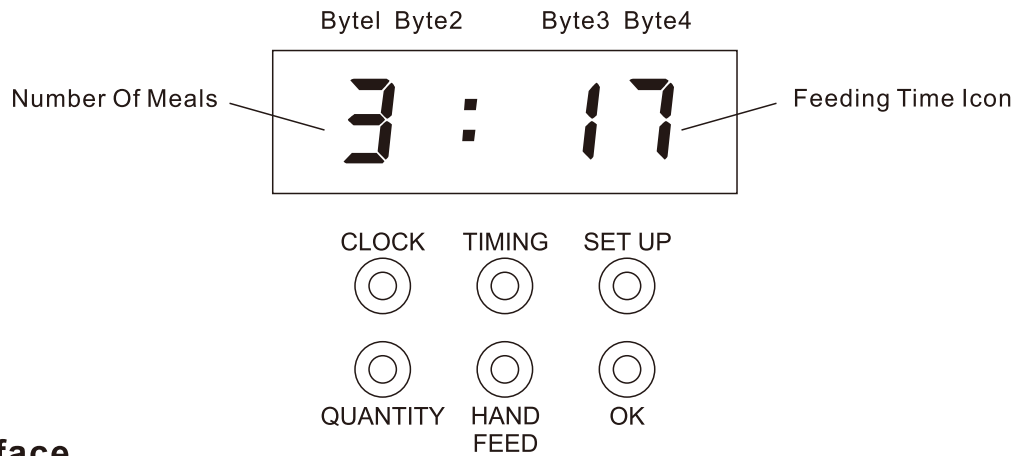 Bytel Byte2 Byte3 Byte4
Number Of Meals 3 : 17 Feeding Time Icon
CLOCK TIMING SET UP
QUANTITY HAND FEED OK